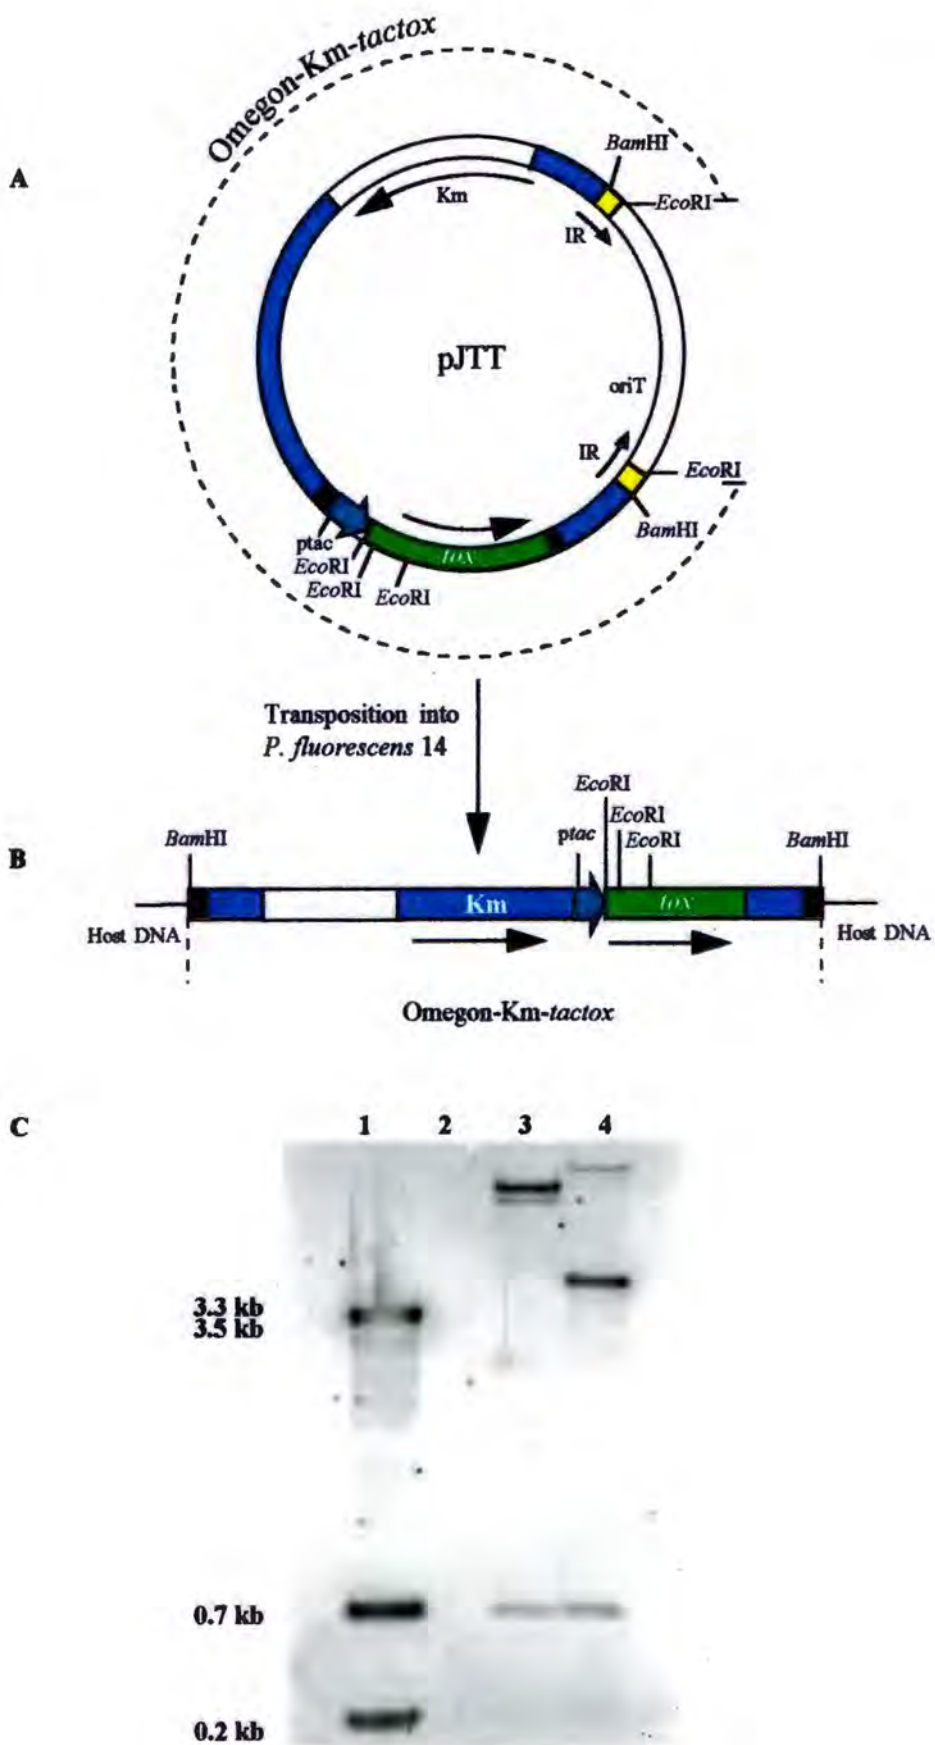 Omegon-Km-tactox
A
BamHI
EcoRI
Km
IR
pJTT
oriT
IR
EcoRI
BamHI
ptac
EcoRI
EcoRI
EcoRI
tox
Transposition into
P. fluorescens 14
B
BamHI
ptac
EcoRI
EcoRI
EcoRI
BamHI
Km
tox
Host DNA
Host DNA
Omegon-Km-tactox
C
1 2 3 4
3.3 kb
3.5 kb
0.7 kb
0.2 kb